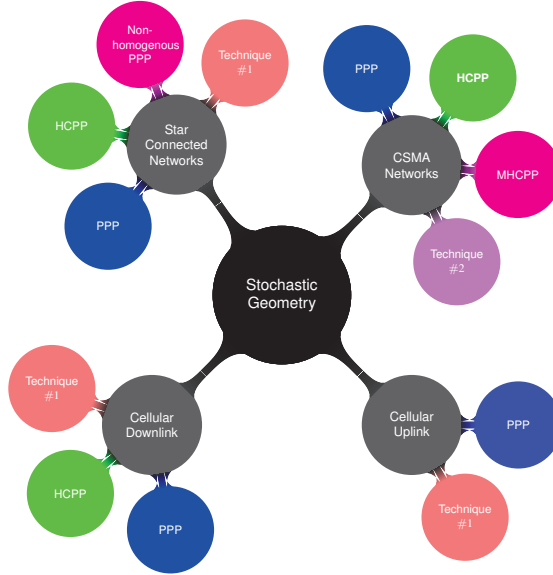 Non-
homogenous
PPP
Technique
#1
HCPP
Star
Connected
Networks
PPP
PPP
HCPP
CSMA
Networks
MHCPP
Technique
#2
Stochastic
Geometry
Technique
#1
Cellular
Downlink
HCPP
PPP
Cellular
Uplink
PPP
Technique
#1